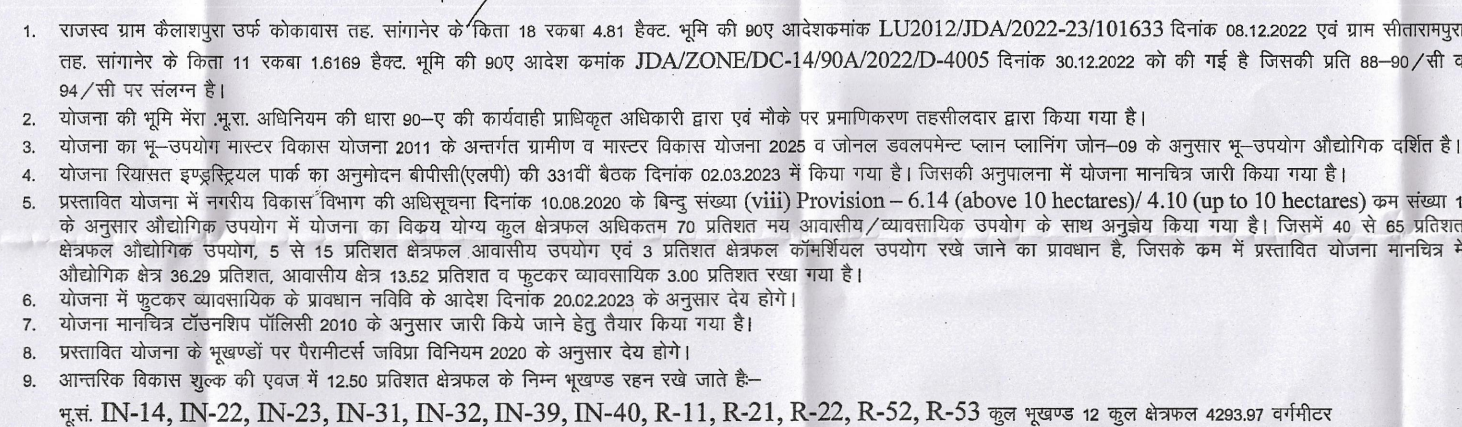 1. राजस्व ग्राम कैलाशपुरा उर्फ कोकावास तह. सांगानेर के किता 18 रकबा 4.81 हैक्ट. भूमि की 90ए आदेशकमांक LU2012/JDA/2022-23/101633 दिनांक 08.12.2022 एवं ग्राम सीतारामपुरा
तह. सांगानेर के किता 11 रकबा 1.6169 हैक्ट. भूमि की 90ए आदेश कमांक JDA/ZONE/DC-14/90A/2022/D-4005 दिनांक 30.12.2022 को की गई है जिसकी प्रति 88–90/सी व
94/सी पर संलग्न है।
2. योजना की भूमि मेंरा .भू.रा. अधिनियम की धारा 90–ए की कार्यवाही प्राधिकृत अधिकारी द्वारा एवं मौके पर प्रमाणिकरण तहसीलदार द्वारा किया गया है।
3. योजना का भू–उपयोग मास्टर विकास योजना 2011 के अन्तर्गत ग्रामीण व मास्टर विकास योजना 2025 व जोनल डवलपमेन्ट प्लान प्लानिंग जोन–09 के अनुसार भू–उपयोग औद्योगिक दर्शित है।
4. योजना रियासत इण्डस्ट्रियल पार्क का अनुमोदन बीपीसी(एलपी) की 331वीं बैठक दिनांक 02.03.2023 में किया गया है। जिसकी अनुपालना में योजना मानचित्र जारी किया गया है।
5. प्रस्तावित योजना में नगरीय विकास विभाग की अधिसूचना दिनांक 10.08.2020 के बिन्दु संख्या (viii) Provision – 6.14 (above 10 hectares)/ 4.10 (up to 10 hectares) कम संख्या 1
के अनुसार औद्योगिक उपयोग में योजना का विकय योग्य कुल क्षेत्रफल अधिकतम 70 प्रतिशत मय आवासीय/व्यावसायिक उपयोग के साथ अनुज्ञेय किया गया है। जिसमें 40 से 65 प्रतिशत
क्षेत्रफल औद्योगिक उपयोग, 5 से 15 प्रतिशत क्षेत्रफल आवासीय उपयोग एवं 3 प्रतिशत क्षेत्रफल कॉमर्शियल उपयोग रखे जाने का प्रावधान है, जिसके कम में प्रस्तावित योजना मानचित्र में
औद्योगिक क्षेत्र 36.29 प्रतिशत, आवासीय क्षेत्र 13.52 प्रतिशत व फुटकर व्यावसायिक 3.00 प्रतिशत रखा गया है।
6. योजना में फुटकर व्यावसायिक के प्रावधान नविवि के आदेश दिनांक 20.02.2023 के अनुसार देय होगे।
7. योजना मानचित्र टॉउनशिप पॉलिसी 2010 के अनुसार जारी किये जाने हेतु तैयार किया गया है।
8. प्रस्तावित योजना के भूखण्डों पर पैरामीटर्स जविप्रा विनियम 2020 के अनुसार देय होगे।
9. आन्तरिक विकास शुल्क की एवज में 12.50 प्रतिशत क्षेत्रफल के निम्न भूखण्ड रहन रखे जाते हैः–
भू.सं. IN-14, IN-22, IN-23, IN-31, IN-32, IN-39, IN-40, R-11, R-21, R-22, R-52, R-53 कुल भूखण्ड 12 कुल क्षेत्रफल 4293.97 वर्गमीटर